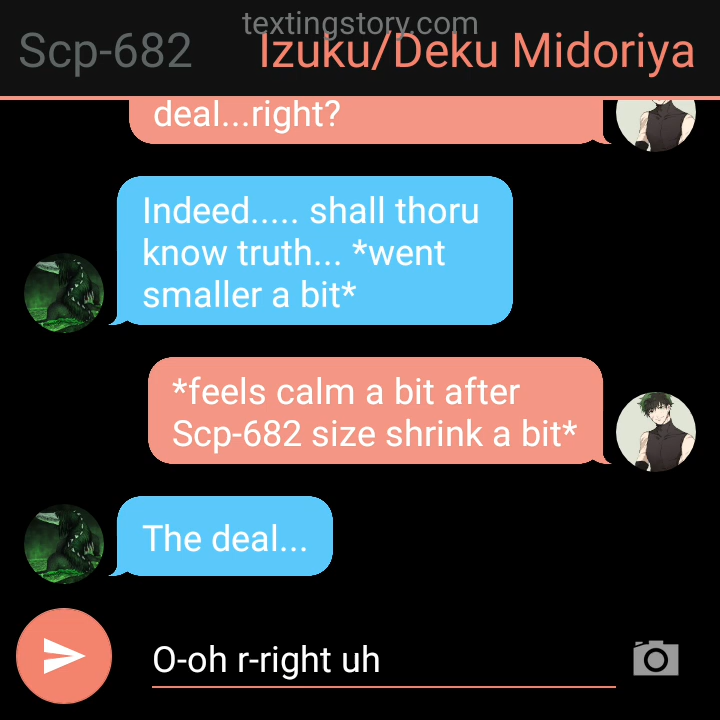 textingstory.com
Scp-682 Izuku/Deku Midoriya
deal...right?
Indeed..... shall thoru
know truth... *went
smaller a bit*
*feels calm a bit after
Scp-682 size shrink a bit*
The deal...
O-oh r-right uh